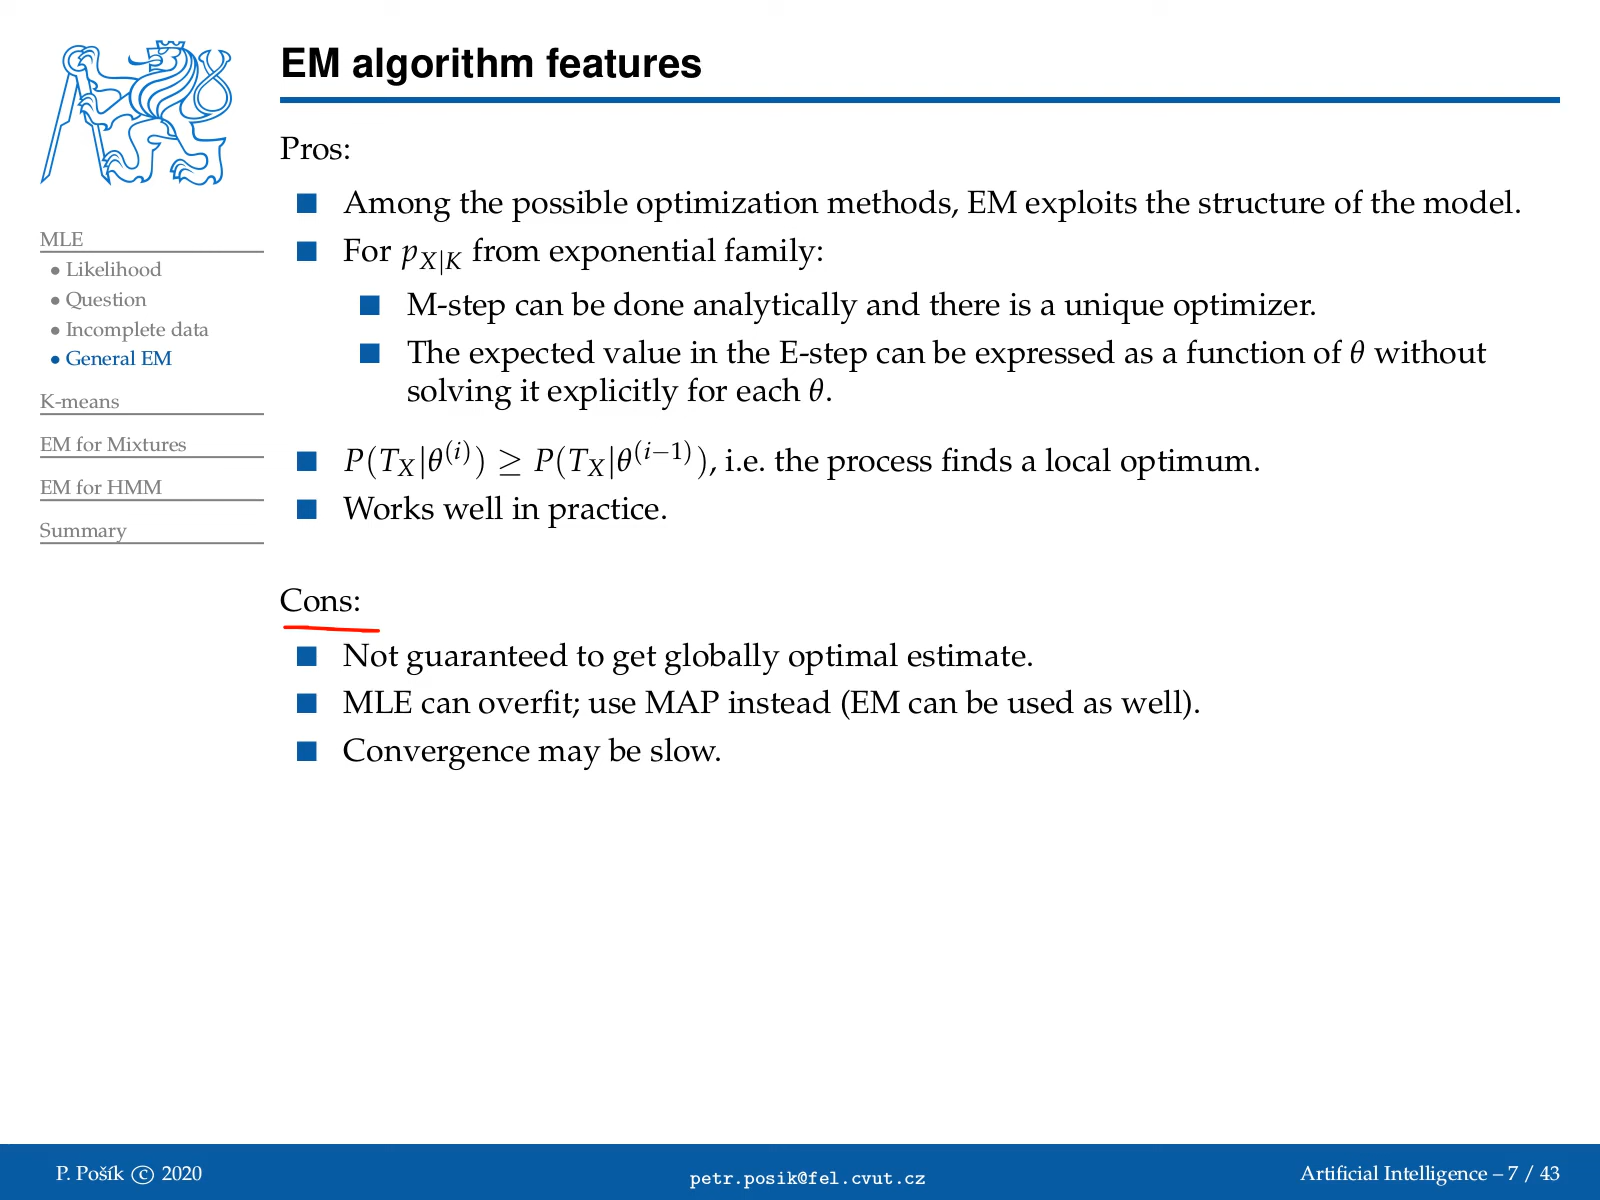 EM algorithm features
MLE
• Likelihood
• Question
• Incomplete data
• General EM
K-means
EM for Mixtures
EM for HMM
Summary
Pros:
■ Among the possible optimization methods, EM exploits the structure of the model.
■ For p_{X|K} from exponential family:
■ M-step can be done analytically and there is a unique optimizer.
■ The expected value in the E-step can be expressed as a function of θ without
solving it explicitly for each θ.
■ P(T_X|θ^{(i)}) ≥ P(T_X|θ^{(i−1)}), i.e. the process finds a local optimum.
■ Works well in practice.
Cons:
■ Not guaranteed to get globally optimal estimate.
■ MLE can overfit; use MAP instead (EM can be used as well).
■ Convergence may be slow.
P. Pošík © 2020
petr.posik@fel.cvut.cz
Artificial Intelligence – 7 / 43